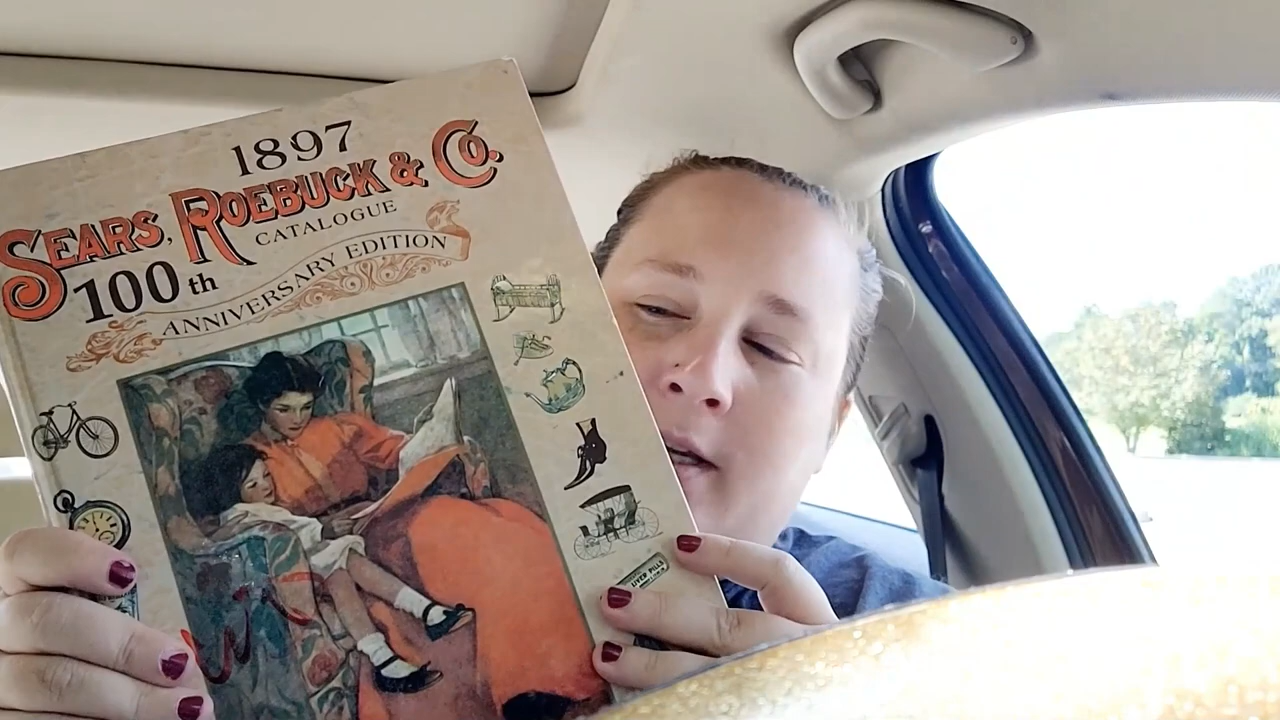 1897
SEARS, ROEBUCK & CO.
CATALOGUE
100th
ANNIVERSARY EDITION
LIVER PILLS